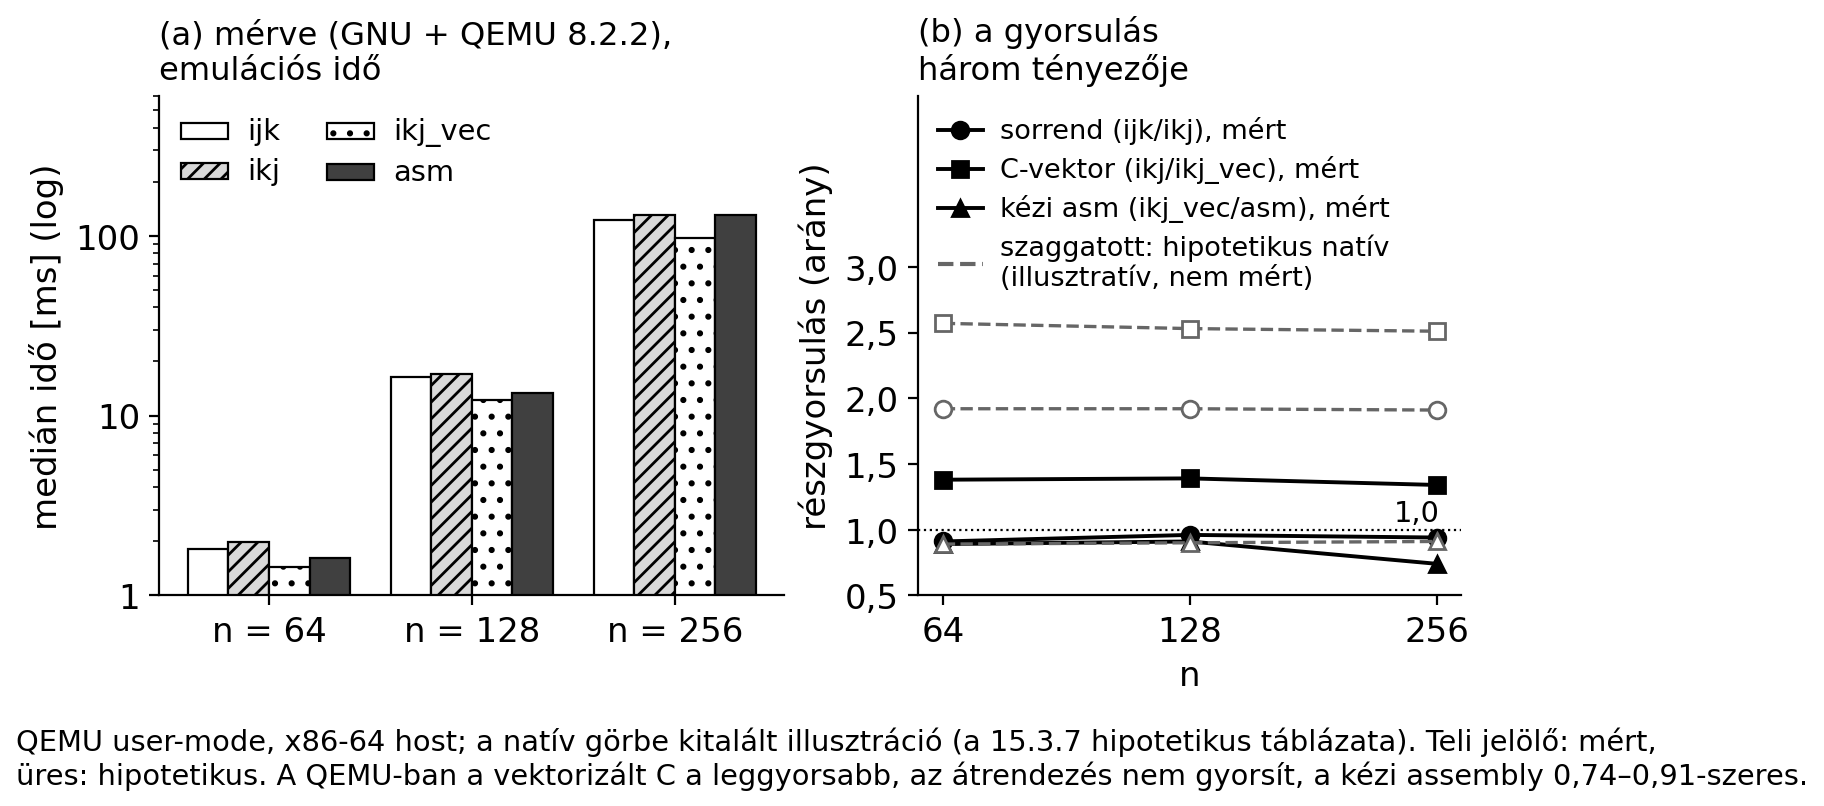 (a) mérve (GNU + QEMU 8.2.2),
emulációs idő
ijk
ikj
ikj_vec
asm
medián idő [ms] (log)
100
10
1
n = 64
n = 128
n = 256
(b) a gyorsulás
három tényezője
sorrend (ijk/ikj), mért
C-vektor (ikj/ikj_vec), mért
kézi asm (ikj_vec/asm), mért
szaggatott: hipotetikus natív
(illusztratív, nem mért)
részgyorsulás (arány)
3,0
2,5
2,0
1,5
1,0
0,5
1,0
64
128
256
n
QEMU user-mode, x86-64 host; a natív görbe kitalált illusztráció (a 15.3.7 hipotetikus táblázata). Teli jelölő: mért,
üres: hipotetikus. A QEMU-ban a vektorizált C a leggyorsabb, az átrendezés nem gyorsít, a kézi assembly 0,74–0,91-szeres.